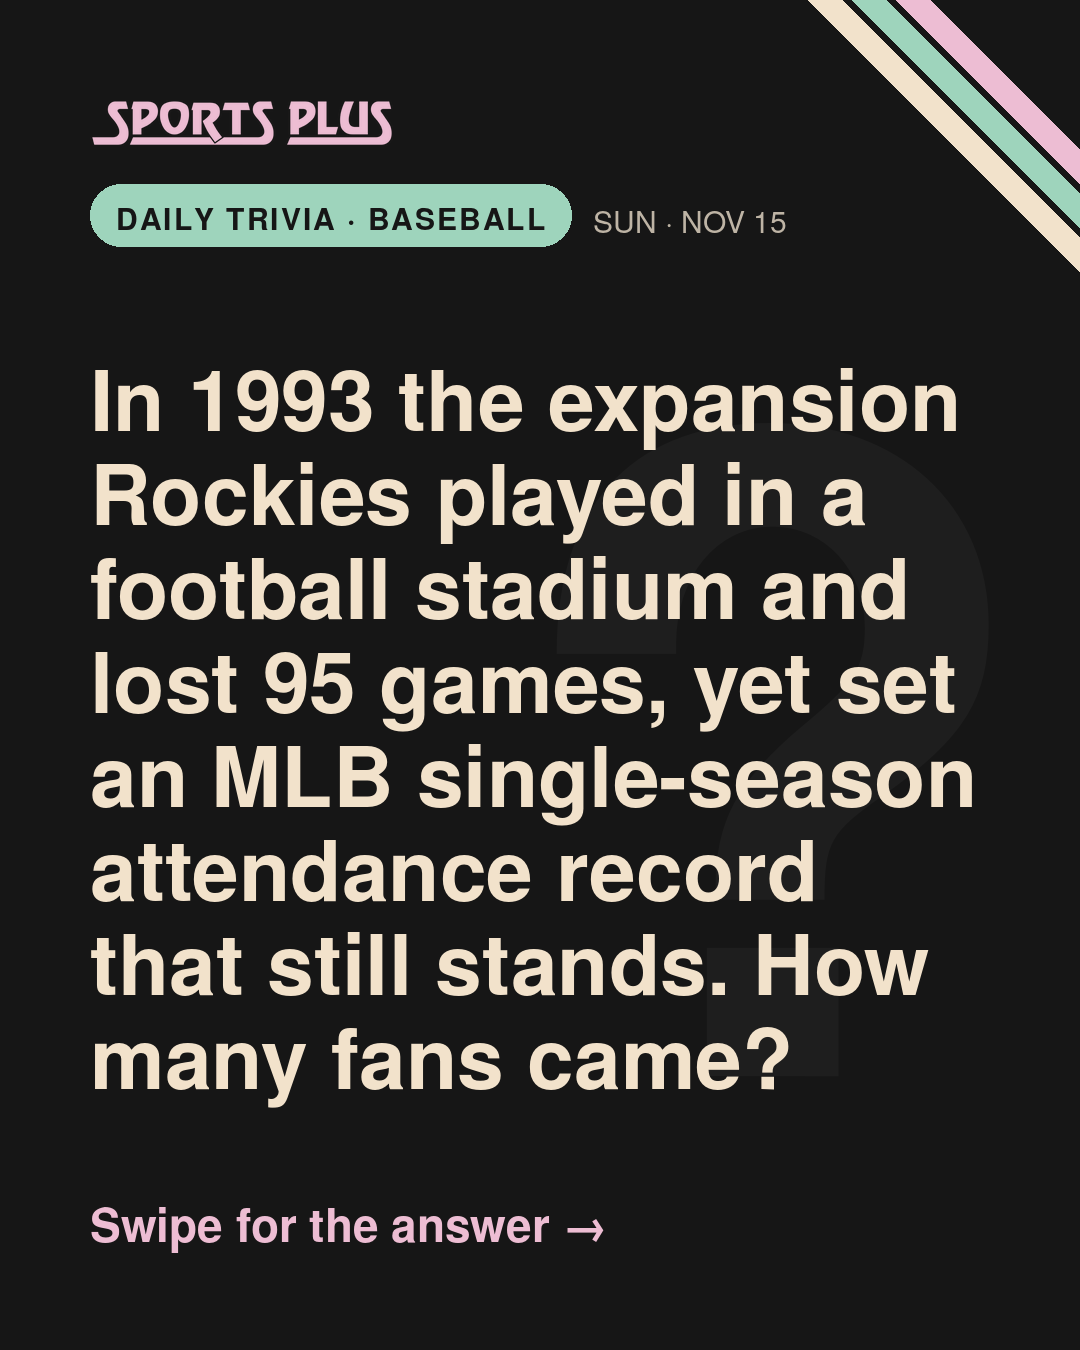 SPORTS PLUS
DAILY TRIVIA · BASEBALL
SUN · NOV 15
In 1993 the expansion
Rockies played in a
football stadium and
lost 95 games, yet set
an MLB single-season
attendance record
that still stands. How
many fans came?
Swipe for the answer →